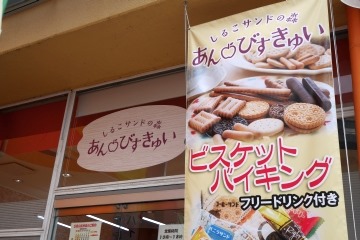 しるこサンドの森
あん びすきゅい
しるこサンドの森
あん びすきゅい
ビスケット
バイキング
フリードリンク付き